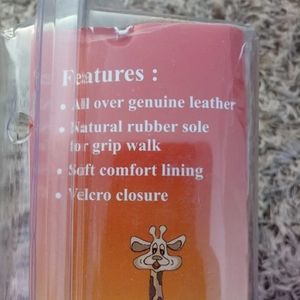 Features :
• All over genuine leather
• Natural rubber sole
for grip walk
• Soft comfort lining
• Velcro closure